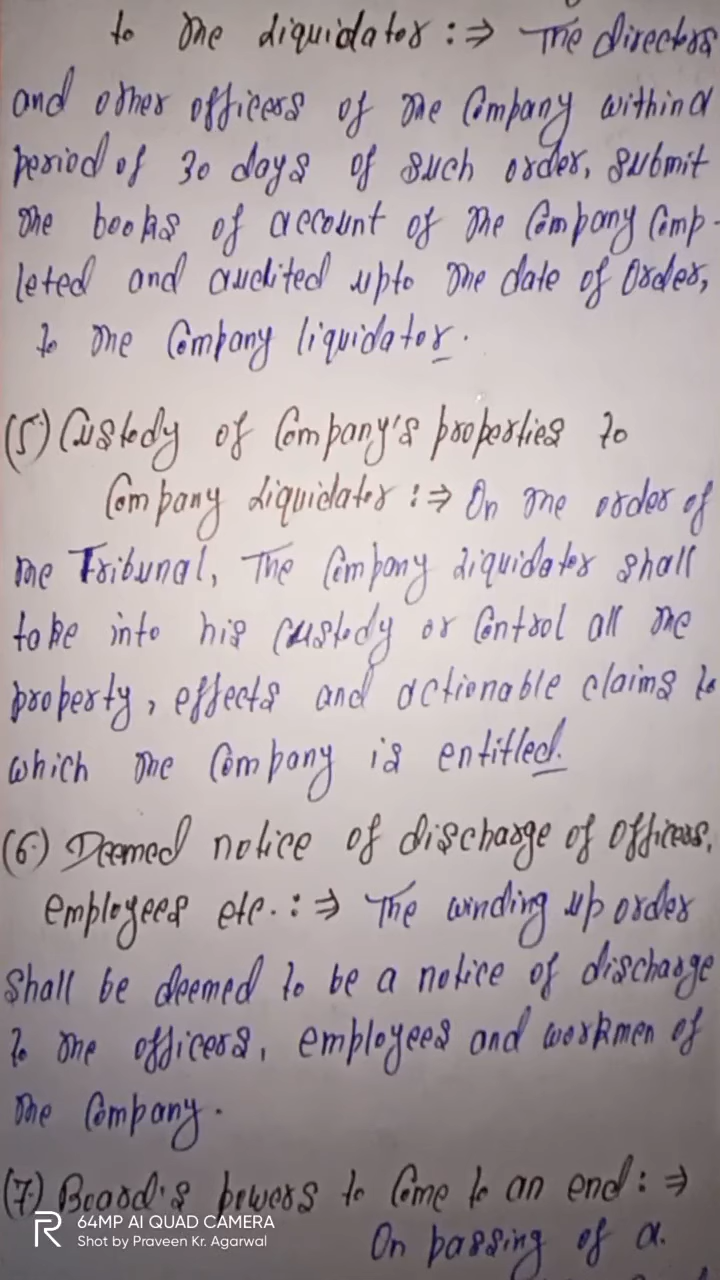 to the Liquidator :⇒ The directors
and other officers of the Company within a
period of 30 days of such order, submit
the books of account of the Company Comp-
leted and audited upto the date of Order,
to the Company liquidator.
(5) Custody of Company's properties to
Company Liquidator :⇒ On the order of
the Tribunal, The Company Liquidator shall
take into his custody or Control all the
property, effects and actionable claims to
which the Company is entitled.
(6) Deemed notice of discharge of officers,
employees etc. :⇒ The winding up order
shall be deemed to be a notice of discharge
to the officers, employees and workmen of
the Company.
(7) Board's powers to Come to an end :⇒
On passing of a
R
64MP AI QUAD CAMERA
Shot by Praveen Kr. Agarwal